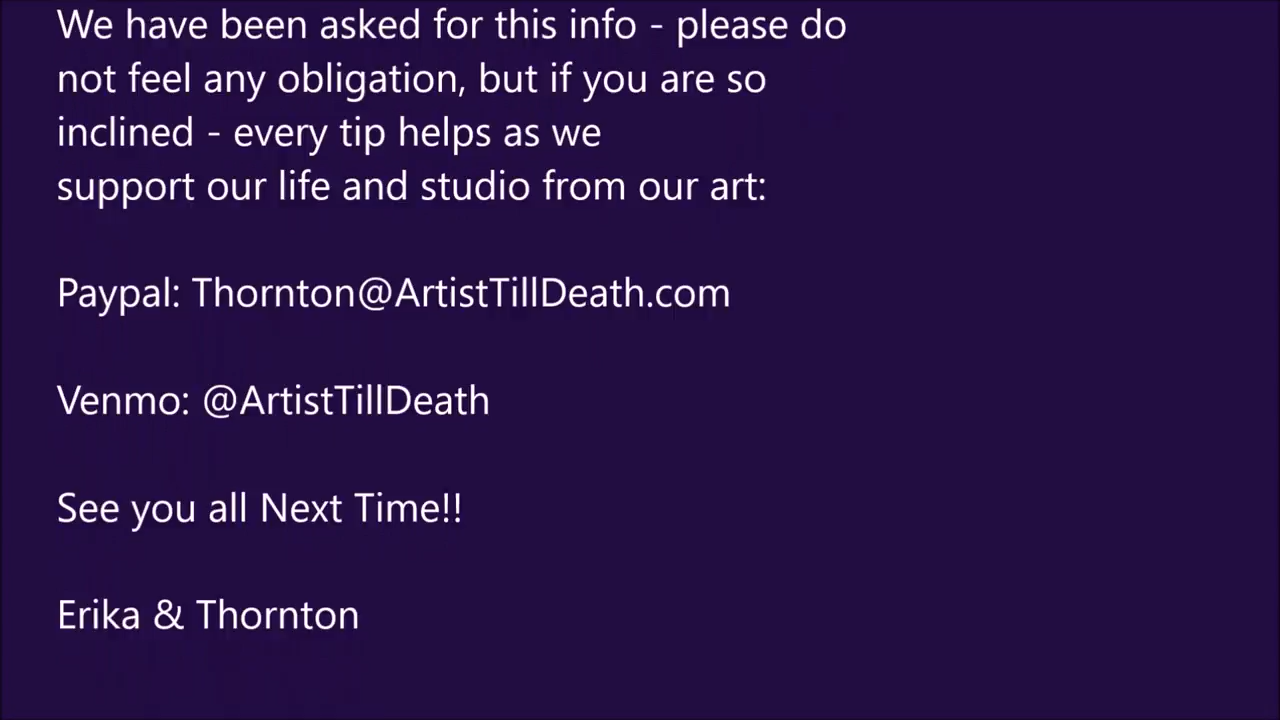 We have been asked for this info - please do
not feel any obligation, but if you are so
inclined - every tip helps as we
support our life and studio from our art:
Paypal: Thornton@ArtistTillDeath.com
Venmo: @ArtistTillDeath
See you all Next Time!!
Erika & Thornton